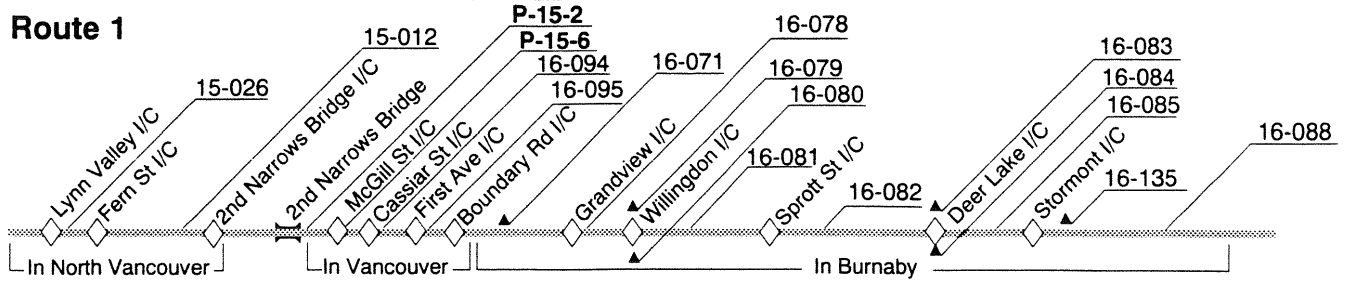 Route 1
15-026
15-012
P-15-2
P-15-6
16-094
16-095
16-071
16-078
16-079
16-080
16-081
16-082
16-083
16-084
16-085
16-135
16-088
Lynn Valley I/C
Fern St I/C
2nd Narrows Bridge I/C
2nd Narrows Bridge
McGill St I/C
Cassiar St I/C
First Ave I/C
Boundary Rd I/C
Grandview I/C
Willingdon I/C
Sprott St I/C
Deer Lake I/C
Stormont I/C
In North Vancouver
In Vancouver
In Burnaby